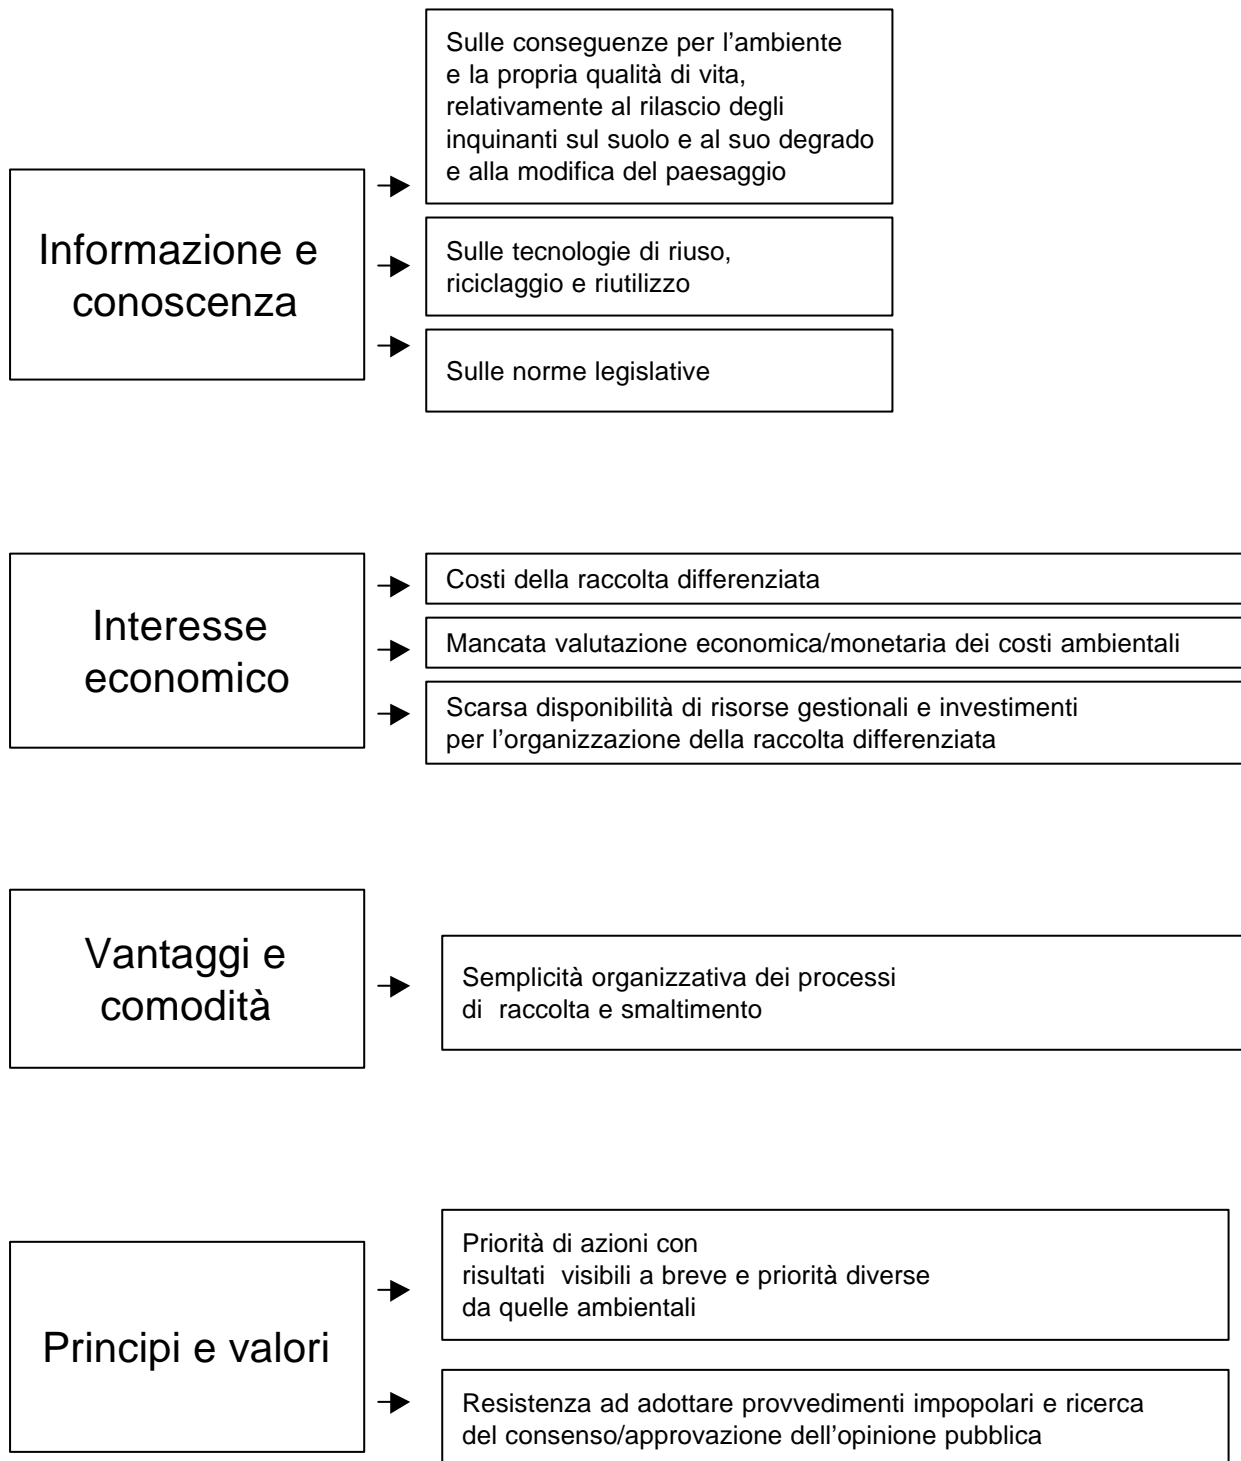 Sulle conseguenze per l'ambiente
e la propria qualità di vita,
relativamente al rilascio degli
inquinanti sul suolo e al suo degrado
e alla modifica del paesaggio
Informazione e
conoscenza
Sulle tecnologie di riuso,
riciclaggio e riutilizzo
Sulle norme legislative
Interesse
economico
Costi della raccolta differenziata
Mancata valutazione economica/monetaria dei costi ambientali
Scarsa disponibilità di risorse gestionali e investimenti
per l'organizzazione della raccolta differenziata
Vantaggi e
comodità
Semplicità organizzativa dei processi
di raccolta e smaltimento
Principi e valori
Priorità di azioni con
risultati visibili a breve e priorità diverse
da quelle ambientali
Resistenza ad adottare provvedimenti impopolari e ricerca
del consenso/approvazione dell'opinione pubblica